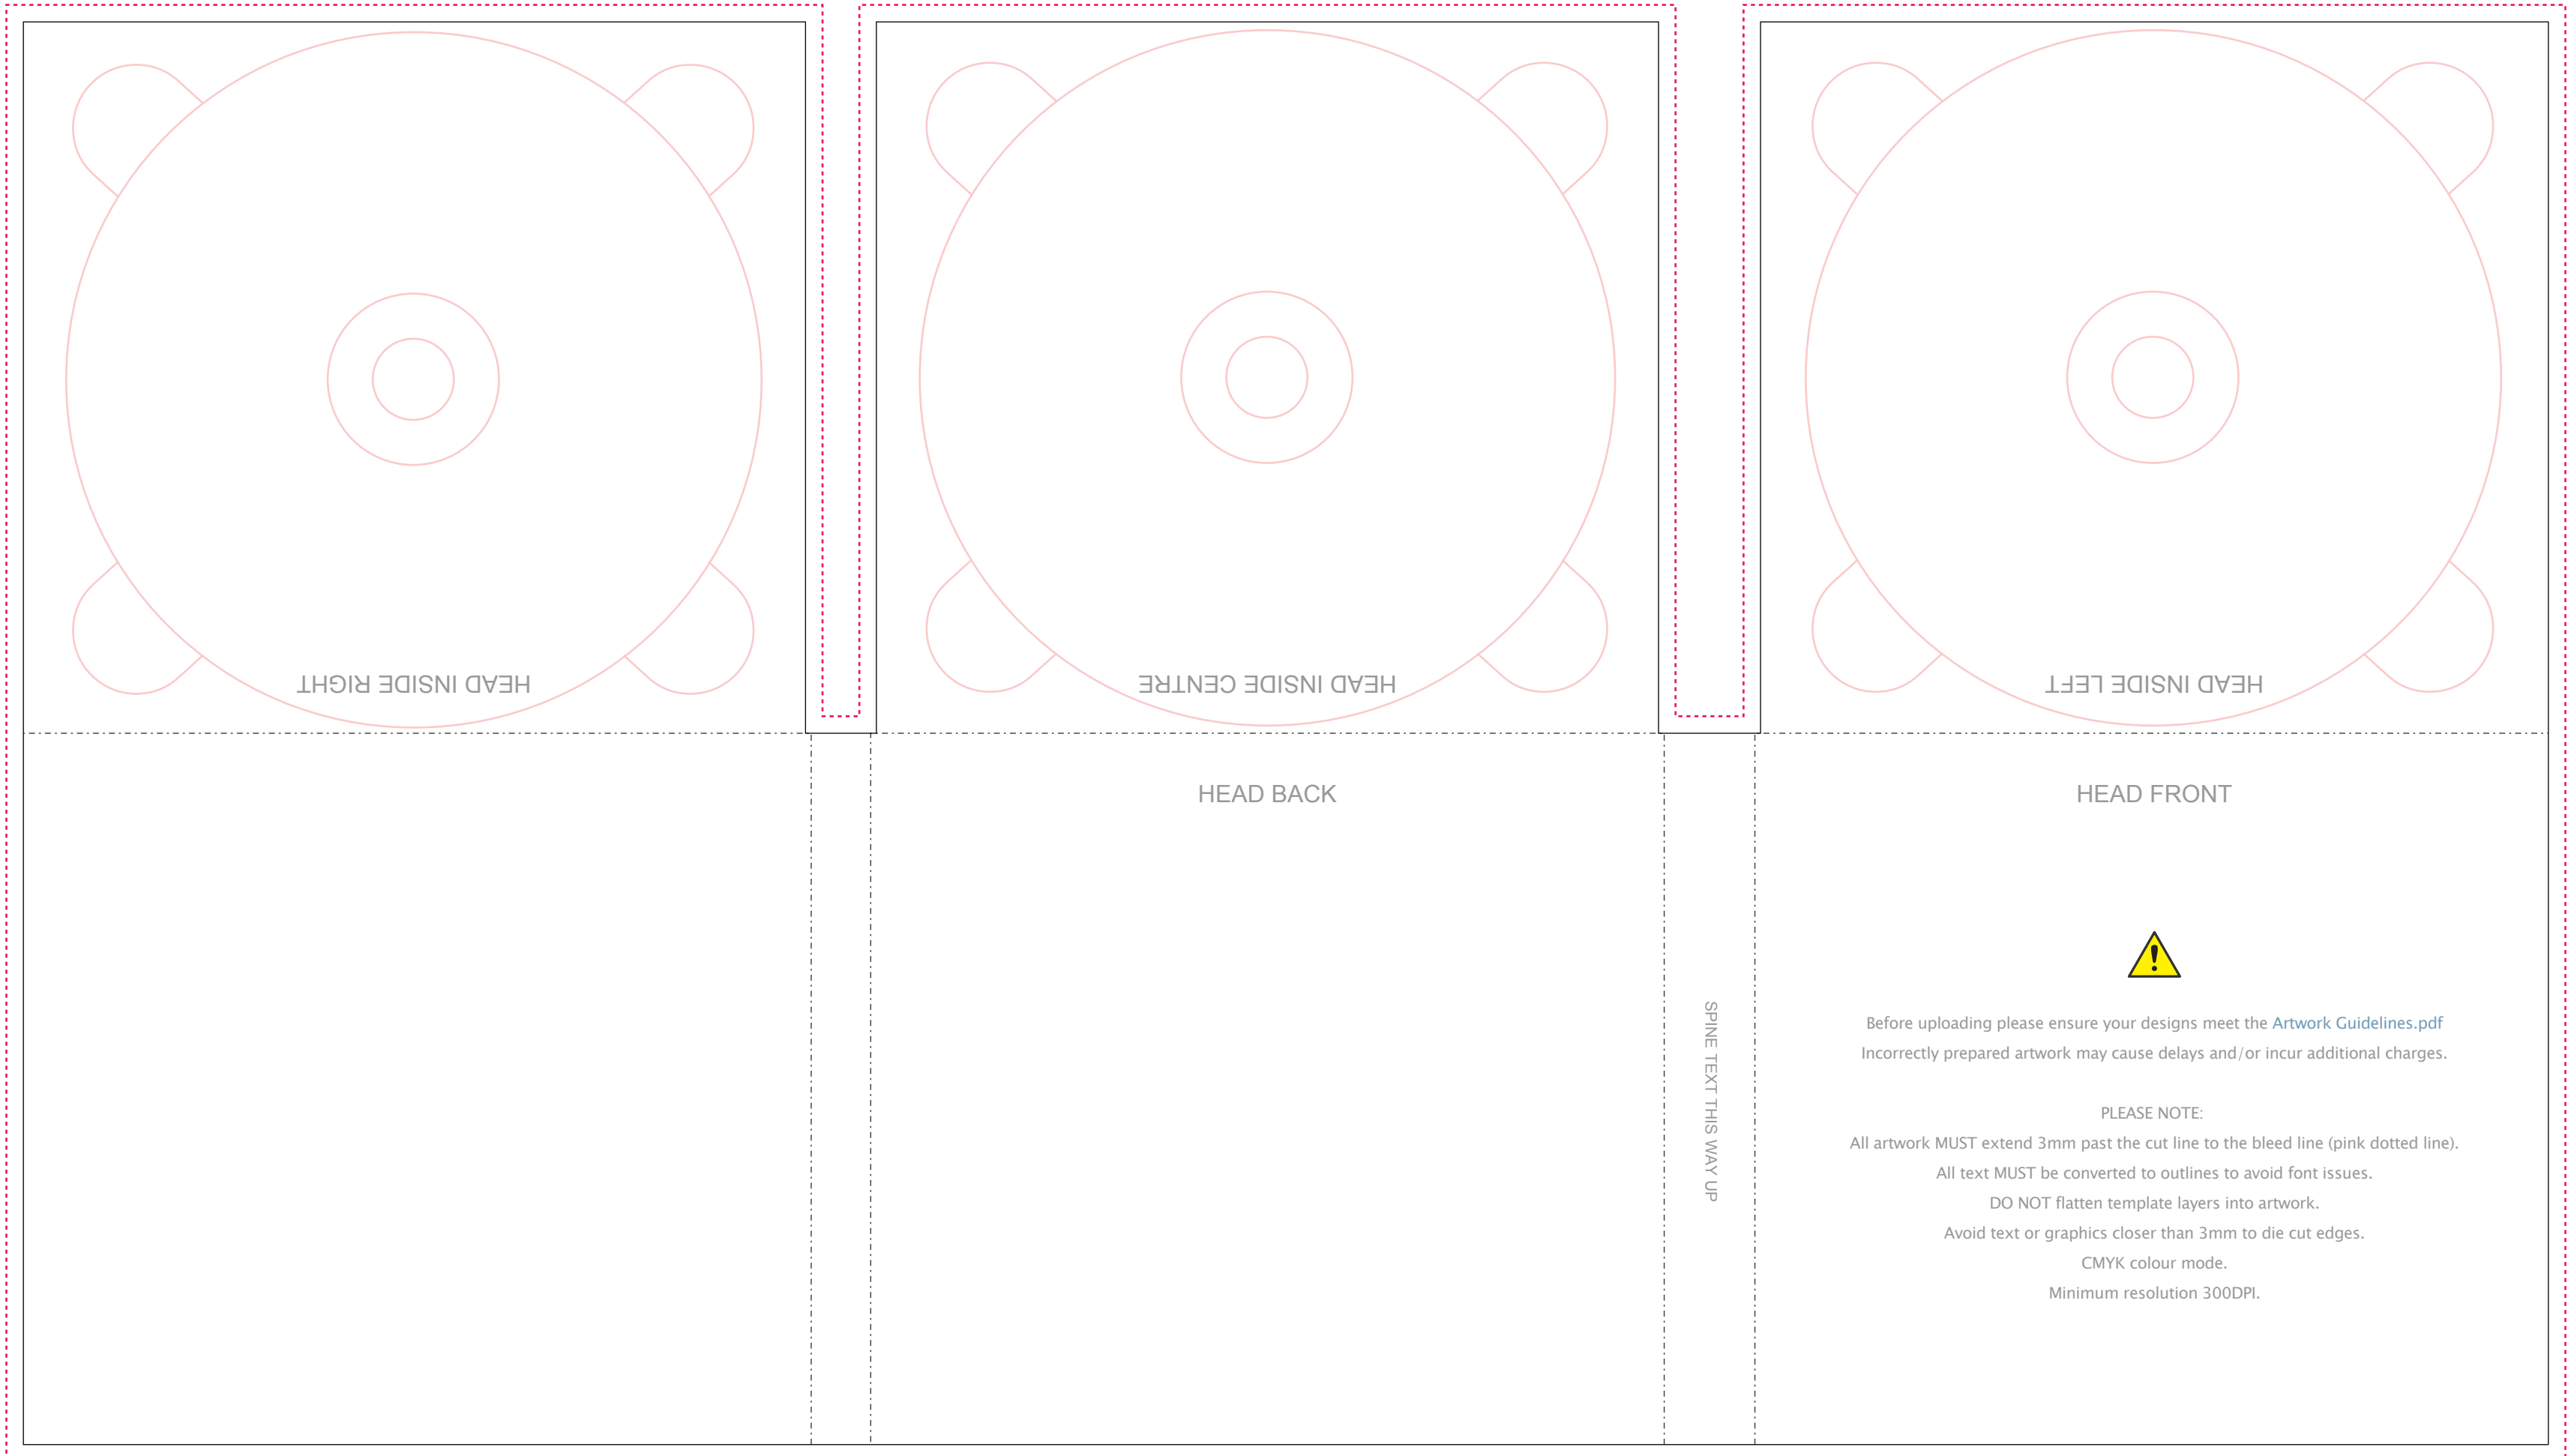 HEAD INSIDE RIGHT
HEAD INSIDE CENTRE
HEAD INSIDE LEFT
HEAD BACK
SPINE TEXT THIS WAY UP
HEAD FRONT
Before uploading please ensure your designs meet the Artwork Guidelines.pdf
Incorrectly prepared artwork may cause delays and/or incur additional charges.
PLEASE NOTE:
All artwork MUST extend 3mm past the cut line to the bleed line (pink dotted line).
All text MUST be converted to outlines to avoid font issues.
DO NOT flatten template layers into artwork.
Avoid text or graphics closer than 3mm to die cut edges.
CMYK colour mode.
Minimum resolution 300DPI.